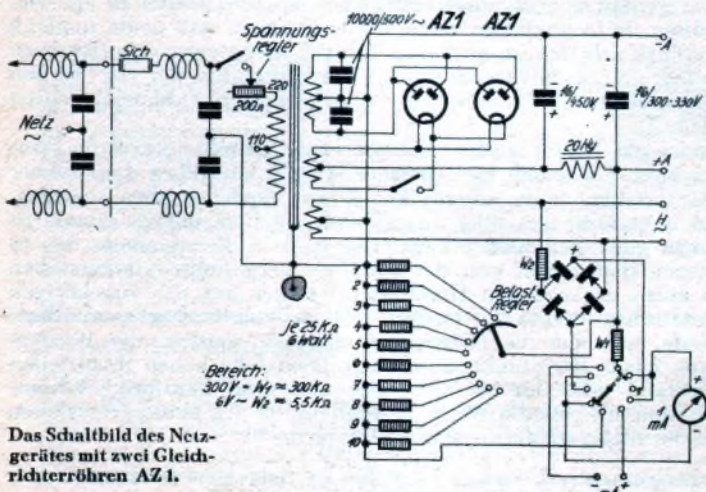 10000/500V~ AZ1 AZ1
Spannungs-
regler
Sich
220
200Ω
110
Netz
~
-A
16/
450V
16/300-330V
20Hy
+A
H
~
W2
Belast.
Regler
W1
1
2
3
4
5
6
7
8
9
10
je 25 KΩ
6 Watt
Bereich:
300 V = W1 = 300 KΩ
6 V ~ W2 = 5,5 KΩ
1
mA
Das Schaltbild des Netz-
gerätes mit zwei Gleich-
richterröhren AZ 1.